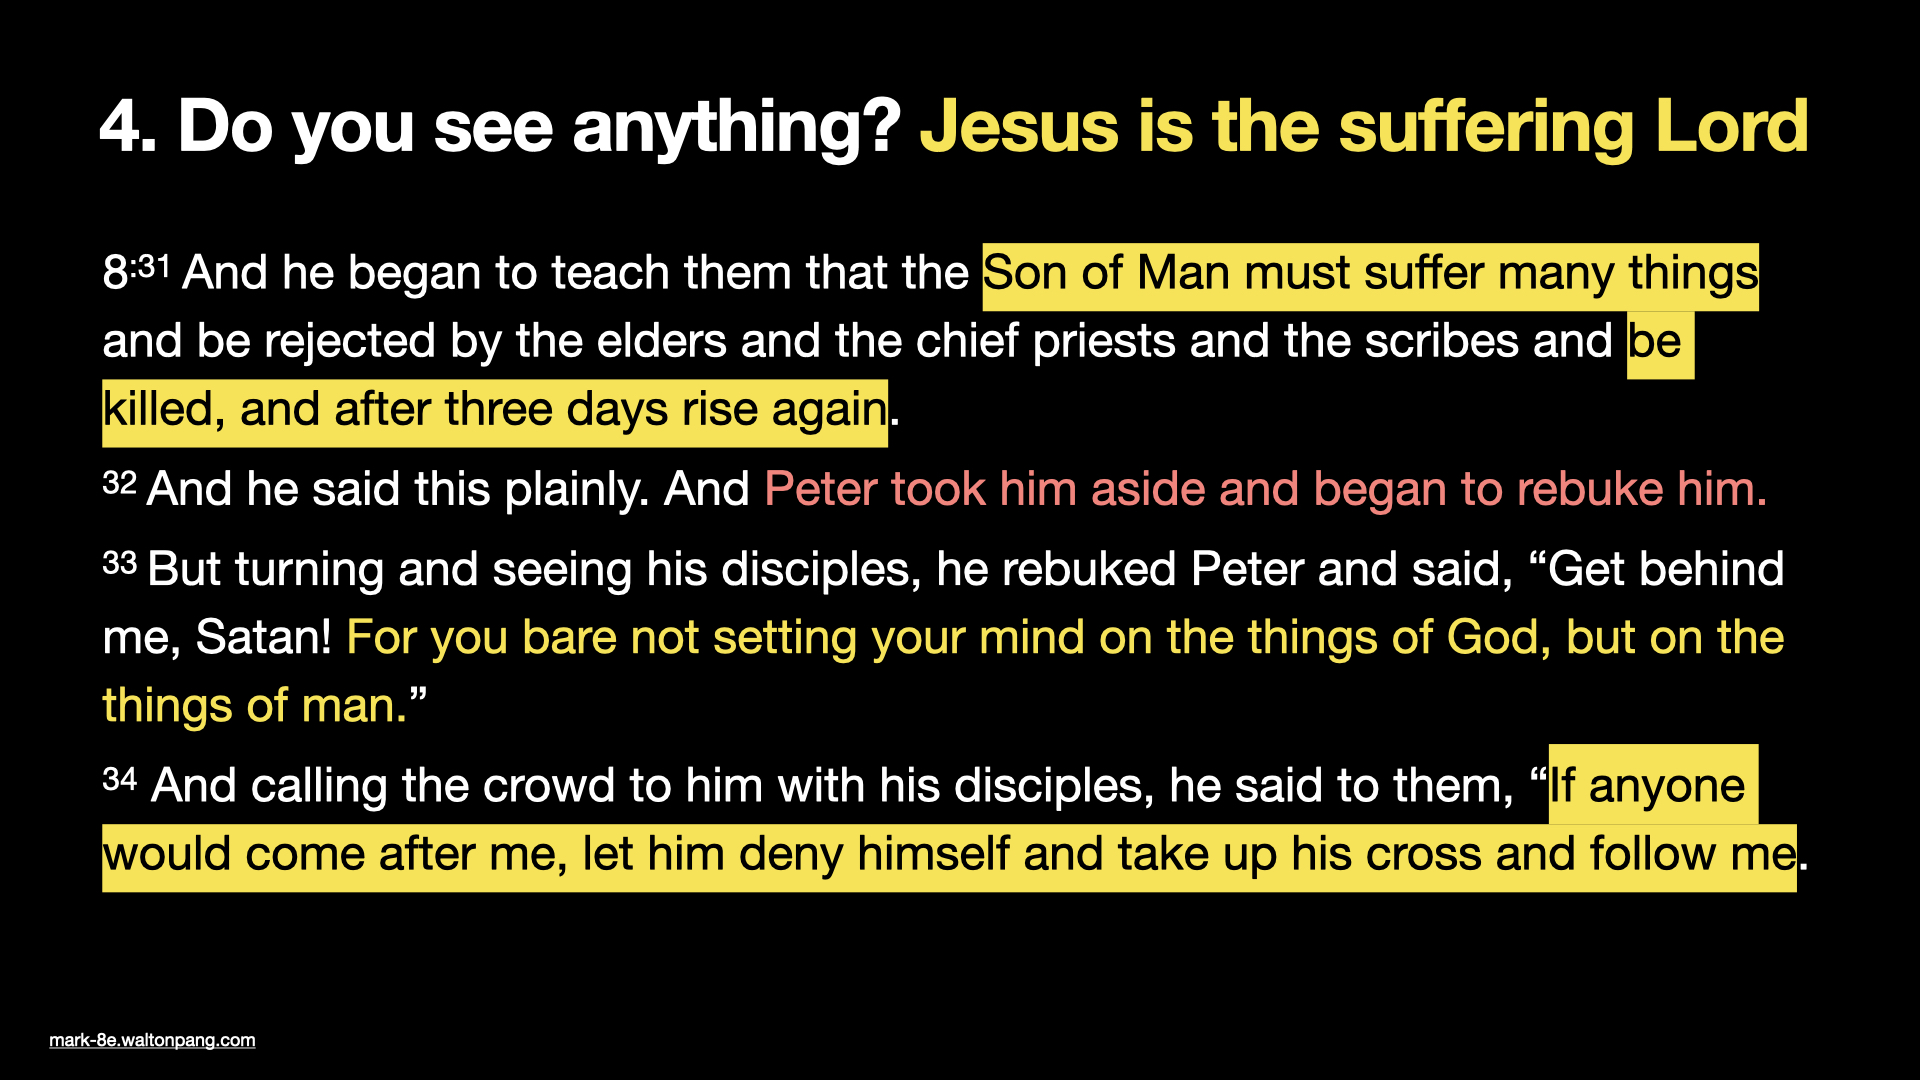 4. Do you see anything? Jesus is the suffering Lord
8:31 And he began to teach them that the Son of Man must suffer many things
and be rejected by the elders and the chief priests and the scribes and be
killed, and after three days rise again.
32 And he said this plainly. And Peter took him aside and began to rebuke him.
33 But turning and seeing his disciples, he rebuked Peter and said, “Get behind
me, Satan! For you bare not setting your mind on the things of God, but on the
things of man.”
34 And calling the crowd to him with his disciples, he said to them, “If anyone
would come after me, let him deny himself and take up his cross and follow me.
mark-8e.waltonpang.com